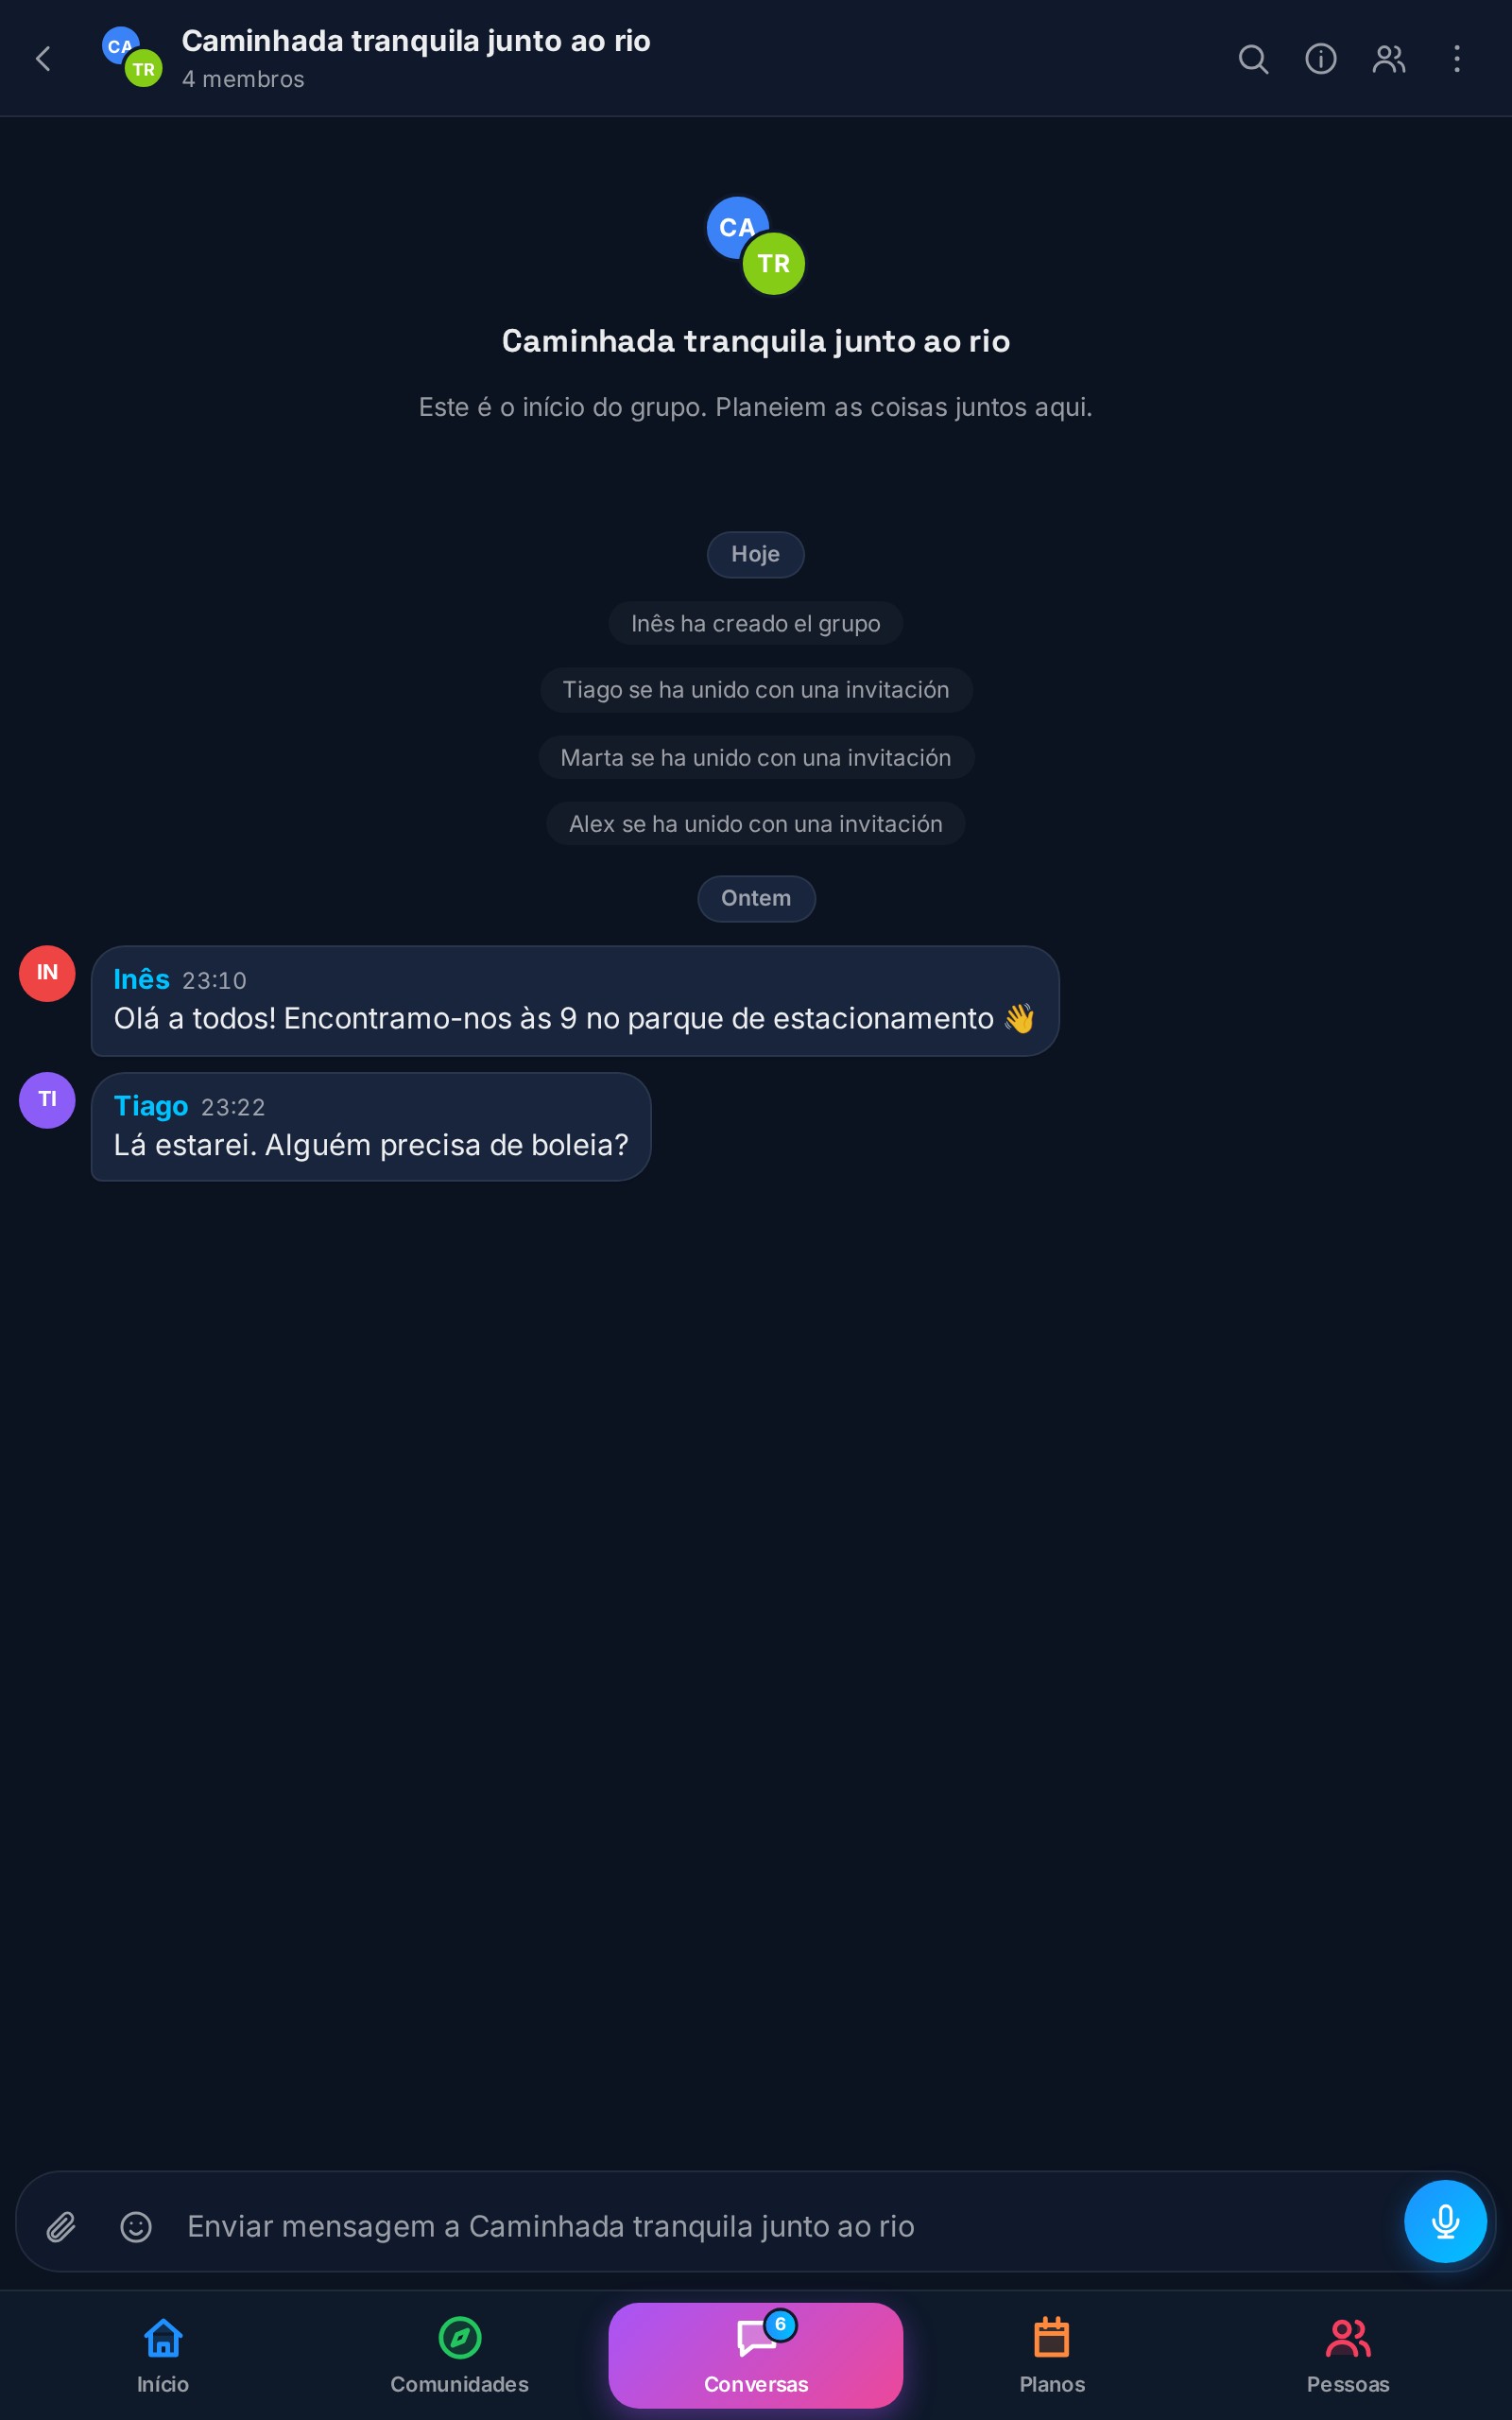 CA
TR
Caminhada tranquila junto ao rio
4 membros
CA
TR
Caminhada tranquila junto ao rio
Este é o início do grupo. Planeiem as coisas juntos aqui.
Hoje
Inês ha creado el grupo
Tiago se ha unido con una invitación
Marta se ha unido con una invitación
Alex se ha unido con una invitación
Ontem
IN
Inês 23:10
Olá a todos! Encontramo-nos às 9 no parque de estacionamento 👋
TI
Tiago 23:22
Lá estarei. Alguém precisa de boleia?
Enviar mensagem a Caminhada tranquila junto ao rio
6
Início
Comunidades
Conversas
Planos
Pessoas